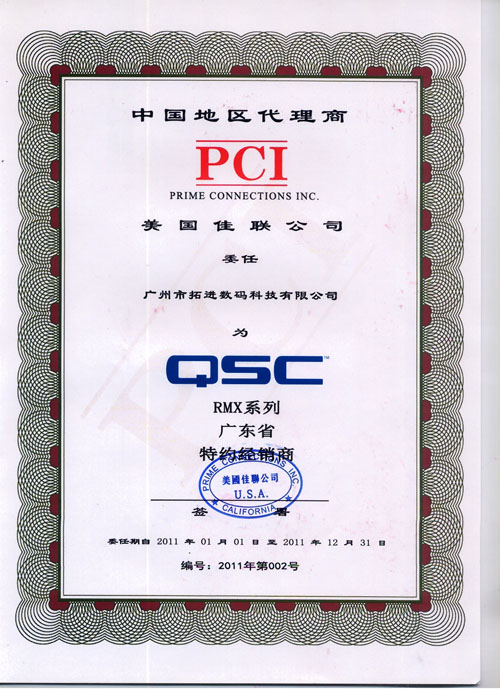 中国地区代理商
PCI
PRIME CONNECTIONS INC.
美国佳联公司
委任
广州市拓进数码科技有限公司
为
QSC™
RMX系列
广东省
特约经销商
PRIME CONNECTIONS INC.
美國佳聯公司
U.S.A.
★ CALIFORNIA ★
签 署
委任期自 2011 年 01 月 01 日 至 2011 年 12 月 31 日
编号：2011年第002号